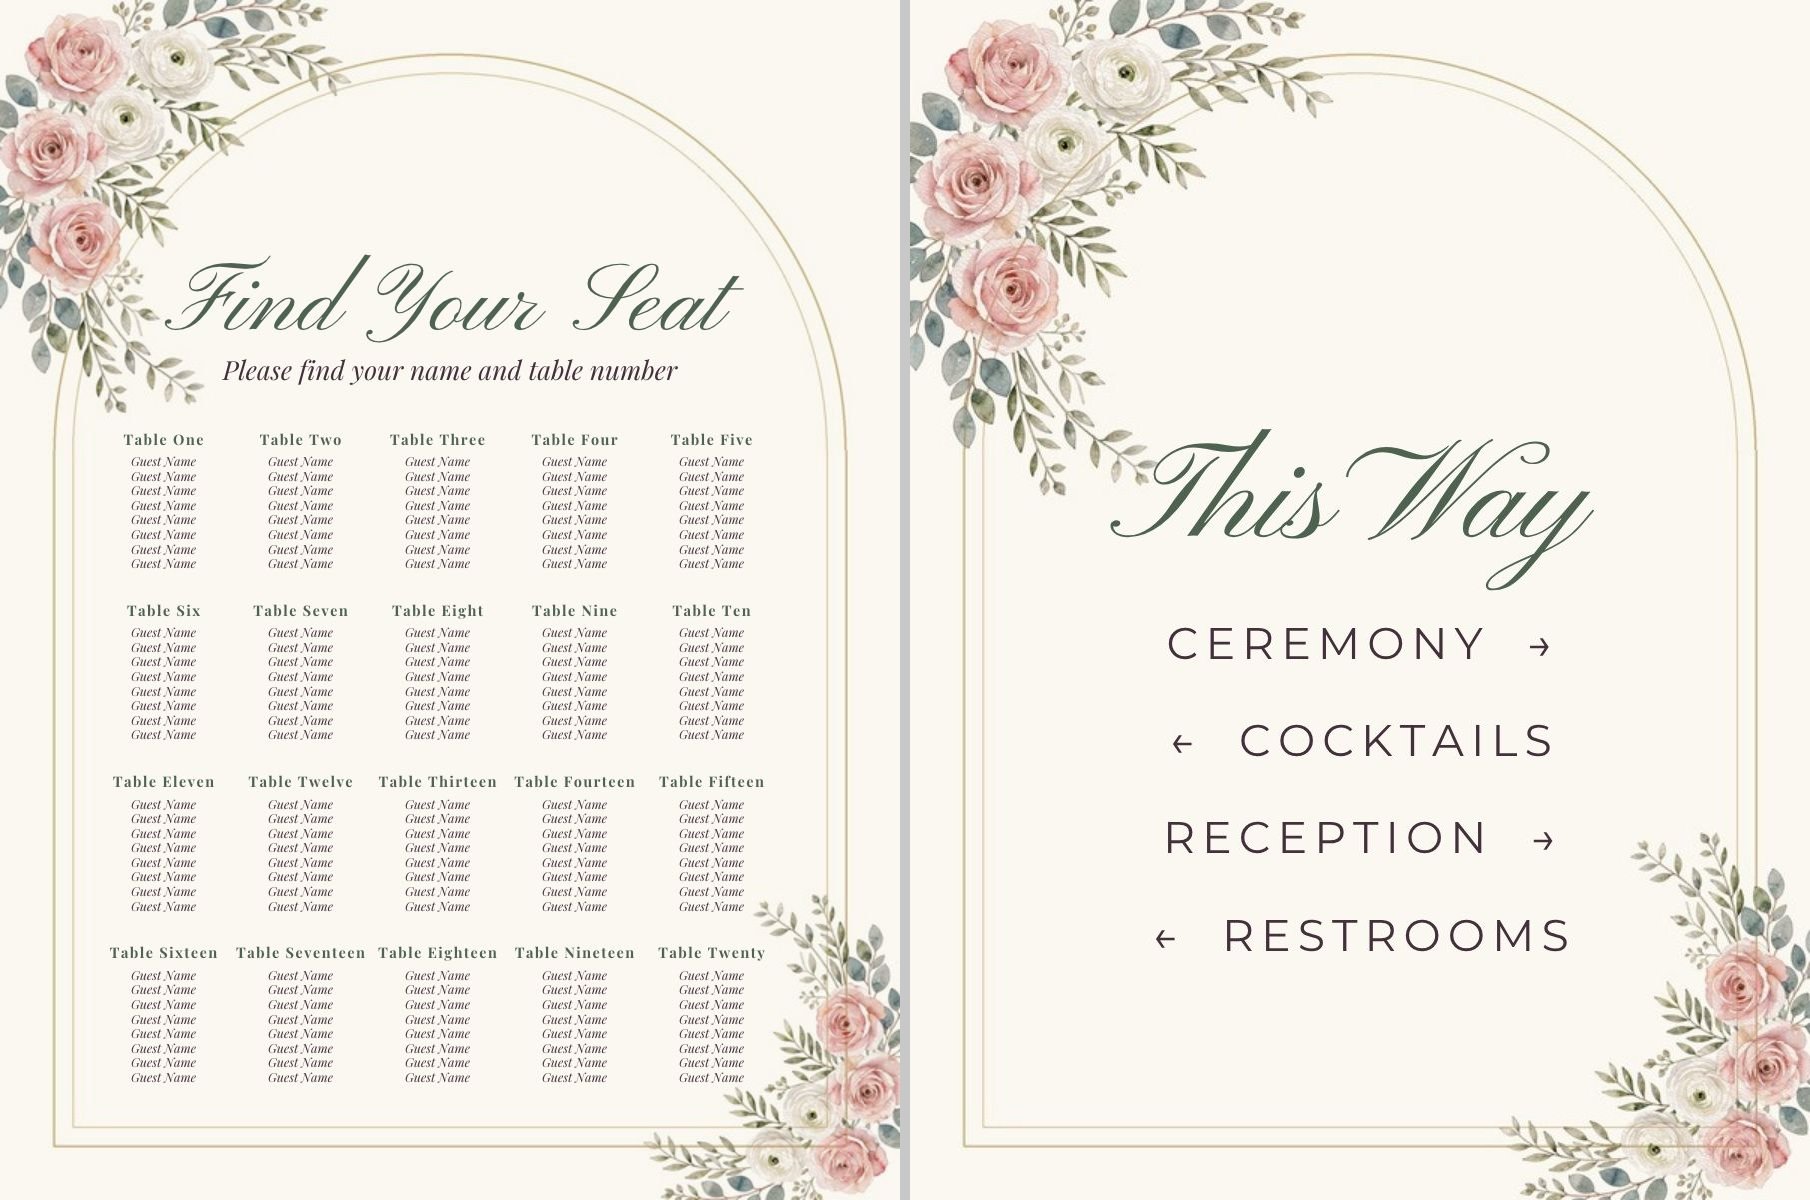 Find Your Seat
Please find your name and table number
Table One Table Two Table Three Table Four Table Five
Guest Name Guest Name Guest Name Guest Name Guest Name
Guest Name Guest Name Guest Name Guest Name Guest Name
Guest Name Guest Name Guest Name Guest Name Guest Name
Guest Name Guest Name Guest Name Guest Name Guest Name
Guest Name Guest Name Guest Name Guest Name Guest Name
Guest Name Guest Name Guest Name Guest Name Guest Name
Guest Name Guest Name Guest Name Guest Name Guest Name
Guest Name Guest Name Guest Name Guest Name Guest Name
Table Six Table Seven Table Eight Table Nine Table Ten
Guest Name Guest Name Guest Name Guest Name Guest Name
Guest Name Guest Name Guest Name Guest Name Guest Name
Guest Name Guest Name Guest Name Guest Name Guest Name
Guest Name Guest Name Guest Name Guest Name Guest Name
Guest Name Guest Name Guest Name Guest Name Guest Name
Guest Name Guest Name Guest Name Guest Name Guest Name
Guest Name Guest Name Guest Name Guest Name Guest Name
Guest Name Guest Name Guest Name Guest Name Guest Name
Table Eleven Table Twelve Table Thirteen Table Fourteen Table Fifteen
Guest Name Guest Name Guest Name Guest Name Guest Name
Guest Name Guest Name Guest Name Guest Name Guest Name
Guest Name Guest Name Guest Name Guest Name Guest Name
Guest Name Guest Name Guest Name Guest Name Guest Name
Guest Name Guest Name Guest Name Guest Name Guest Name
Guest Name Guest Name Guest Name Guest Name Guest Name
Guest Name Guest Name Guest Name Guest Name Guest Name
Guest Name Guest Name Guest Name Guest Name Guest Name
Table Sixteen Table Seventeen Table Eighteen Table Nineteen Table Twenty
Guest Name Guest Name Guest Name Guest Name Guest Name
Guest Name Guest Name Guest Name Guest Name Guest Name
Guest Name Guest Name Guest Name Guest Name Guest Name
Guest Name Guest Name Guest Name Guest Name Guest Name
Guest Name Guest Name Guest Name Guest Name Guest Name
Guest Name Guest Name Guest Name Guest Name Guest Name
Guest Name Guest Name Guest Name Guest Name Guest Name
Guest Name Guest Name Guest Name Guest Name Guest Name
This Way
CEREMONY →
← COCKTAILS
RECEPTION →
← RESTROOMS